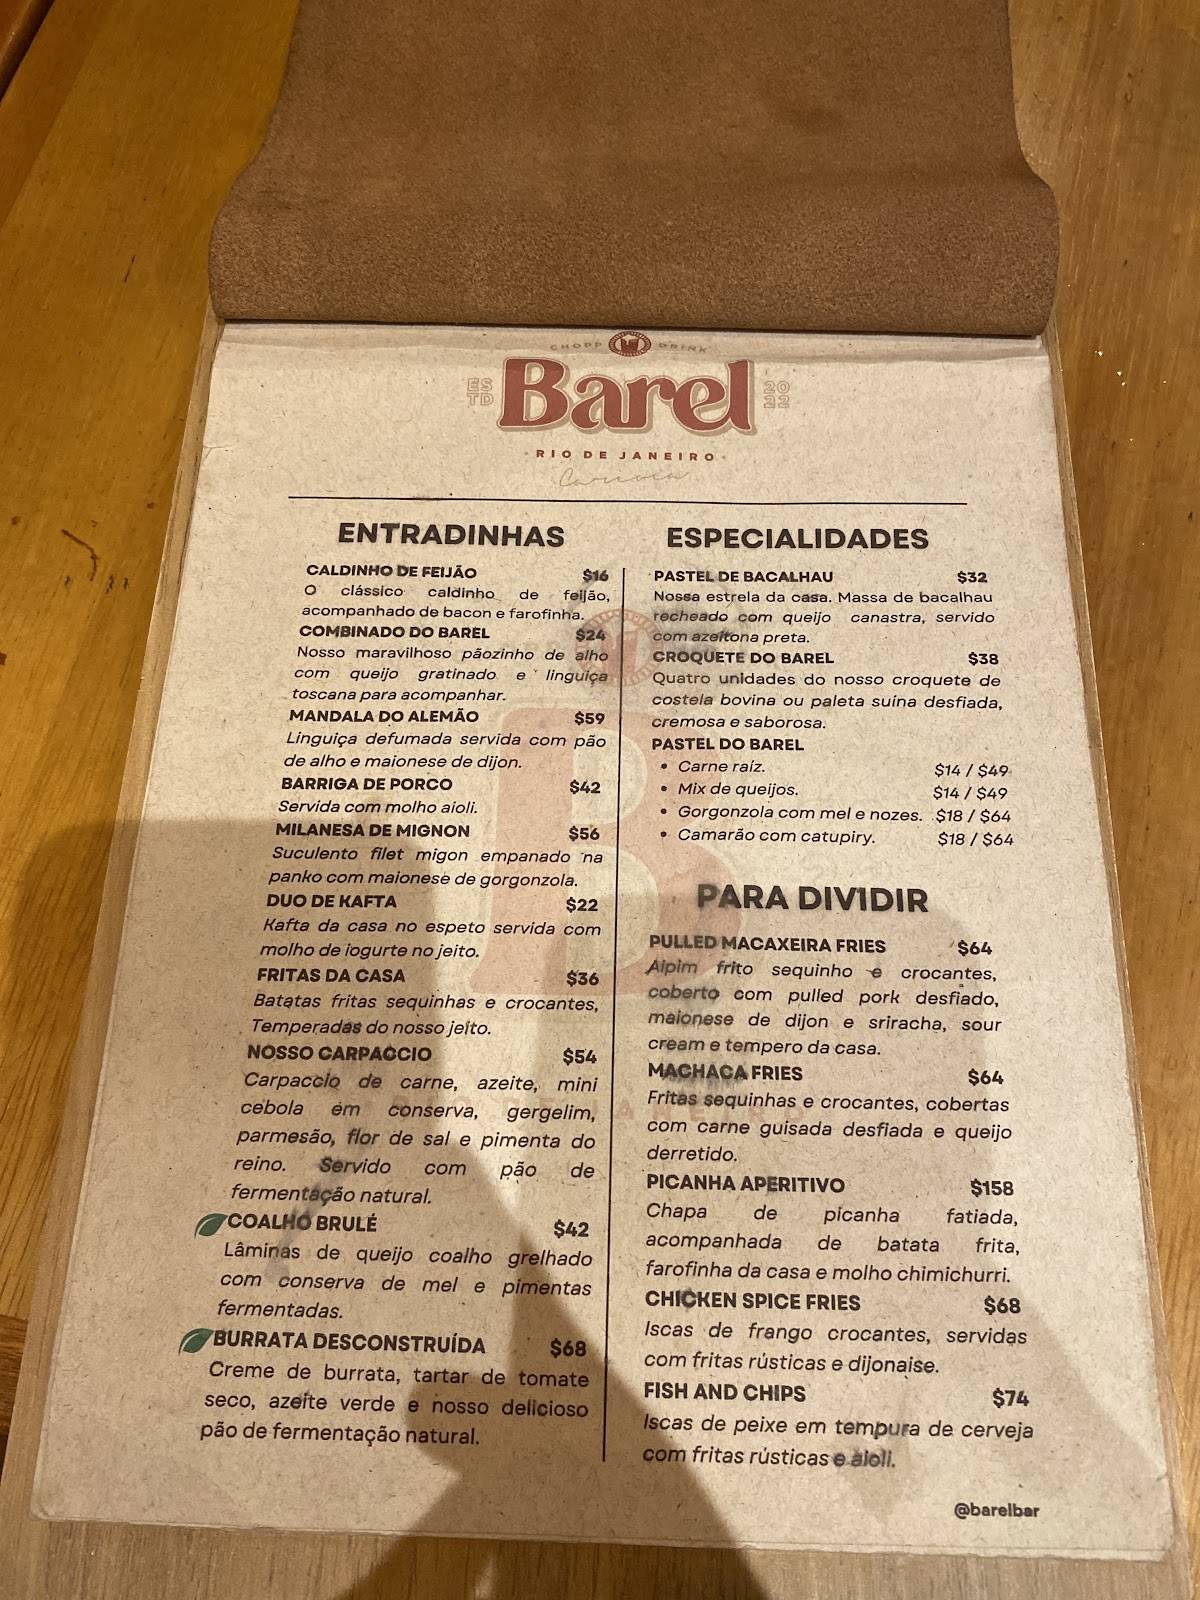 CHOPP DRINK
ESTD
Barel
2022
RIO DE JANEIRO
Carioca
ENTRADINHAS
CALDINHO DE FEIJÃO $16
O clássico caldinho de feijão,
acompanhado de bacon e farofinha.
COMBINADO DO BAREL $24
Nosso maravilhoso pãozinho de alho
com queijo gratinado e linguiça
toscana para acompanhar.
MANDALA DO ALEMÃO $59
Linguiça defumada servida com pão
de alho e maionese de dijon.
BARRIGA DE PORCO $42
Servida com molho aioli.
MILANESA DE MIGNON $56
Suculento filet migon empanado na
panko com maionese de gorgonzola.
DUO DE KAFTA $22
Kafta da casa no espeto servida com
molho de iogurte no jeito.
FRITAS DA CASA $36
Batatas fritas sequinhas e crocantes,
Temperadas do nosso jeito.
NOSSO CARPACCIO $54
Carpaccio de carne, azeite, mini
cebola em conserva, gergelim,
parmesão, flor de sal e pimenta do
reino. Servido com pão de
fermentação natural.
COALHO BRULÉ $42
Lâminas de queijo coalho grelhado
com conserva de mel e pimentas
fermentadas.
BURRATA DESCONSTRUÍDA $68
Creme de burrata, tartar de tomate
seco, azeite verde e nosso delicioso
pão de fermentação natural.
ESPECIALIDADES
PASTEL DE BACALHAU $32
Nossa estrela da casa. Massa de bacalhau
recheado com queijo canastra, servido
com azeitona preta.
CROQUETE DO BAREL $38
Quatro unidades do nosso croquete de
costela bovina ou paleta suína desfiada,
cremosa e saborosa.
PASTEL DO BAREL
• Carne raíz. $14 / $49
• Mix de queijos. $14 / $49
• Gorgonzola com mel e nozes. $18 / $64
• Camarão com catupiry. $18 / $64
PARA DIVIDIR
PULLED MACAXEIRA FRIES $64
Aipim frito sequinho e crocantes,
coberto com pulled pork desfiado,
maionese de dijon e sriracha, sour
cream e tempero da casa.
MACHACA FRIES $64
Fritas sequinhas e crocantes, cobertas
com carne guisada desfiada e queijo
derretido.
PICANHA APERITIVO $158
Chapa de picanha fatiada,
acompanhada de batata frita,
farofinha da casa e molho chimichurri.
CHICKEN SPICE FRIES $68
Iscas de frango crocantes, servidas
com fritas rústicas e dijonaise.
FISH AND CHIPS $74
Iscas de peixe em tempura de cerveja
com fritas rústicas e aioli.
@barelbar